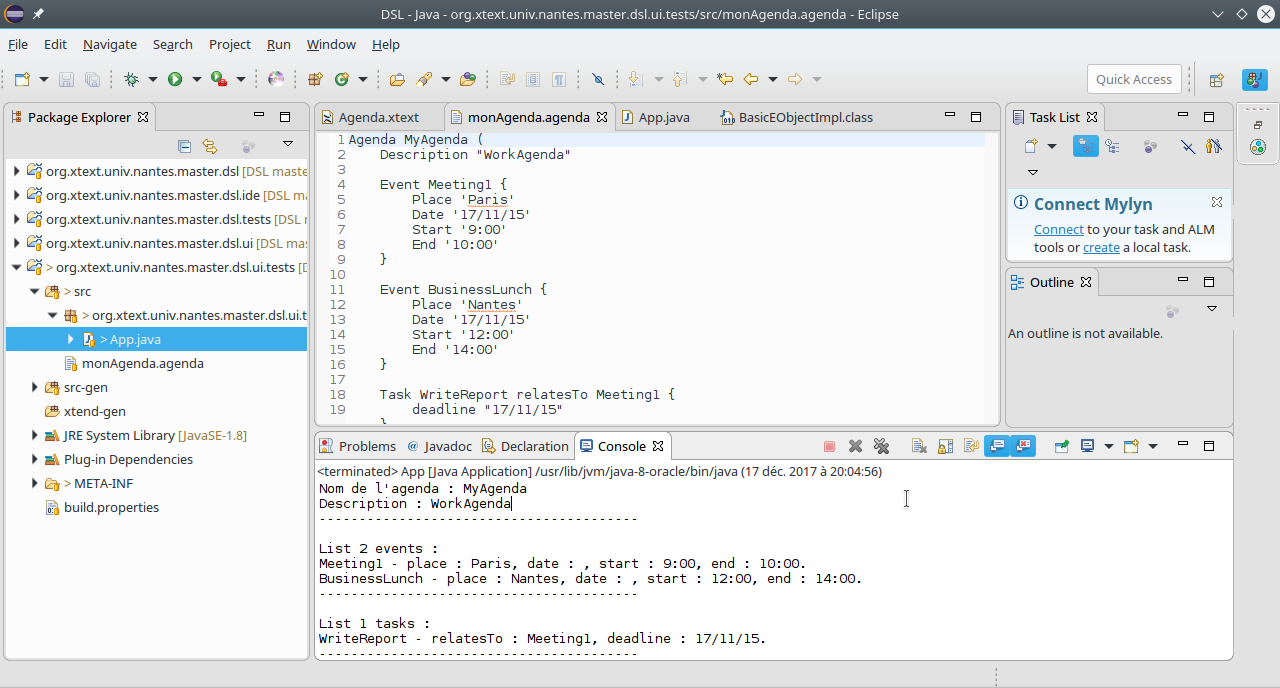 DSL - Java - org.xtext.univ.nantes.master.dsl.ui.tests/src/monAgenda.agenda - Eclipse
File Edit Navigate Search Project Run Window Help
Quick Access
Package Explorer
org.xtext.univ.nantes.master.dsl [DSL maste
org.xtext.univ.nantes.master.dsl.ide [DSL ma
org.xtext.univ.nantes.master.dsl.tests [DSL r
org.xtext.univ.nantes.master.dsl.ui [DSL mas
> org.xtext.univ.nantes.master.dsl.ui.tests [D
> src
> org.xtext.univ.nantes.master.dsl.ui.t
> App.java
monAgenda.agenda
src-gen
xtend-gen
JRE System Library [JavaSE-1.8]
Plug-in Dependencies
> META-INF
build.properties
Agenda.xtext monAgenda.agenda App.java BasicEObjectImpl.class
1 Agenda MyAgenda (
2 Description "WorkAgenda"
3
4 Event Meeting1 {
5 Place 'Paris'
6 Date '17/11/15'
7 Start '9:00'
8 End '10:00'
9 }
10
11 Event BusinessLunch {
12 Place 'Nantes'
13 Date '17/11/15'
14 Start '12:00'
15 End '14:00'
16 }
17
18 Task WriteReport relatesTo Meeting1 {
19 deadline "17/11/15"
}
Task List
Connect Mylyn
Connect to your task and ALM
tools or create a local task.
Outline
An outline is not available.
Problems @ Javadoc Declaration Console
<terminated> App [Java Application] /usr/lib/jvm/java-8-oracle/bin/java (17 déc. 2017 à 20:04:56)
Nom de l'agenda : MyAgenda
Description : WorkAgenda
----------------------------------------
List 2 events :
Meeting1 - place : Paris, date : , start : 9:00, end : 10:00.
BusinessLunch - place : Nantes, date : , start : 12:00, end : 14:00.
----------------------------------------
List 1 tasks :
WriteReport - relatesTo : Meeting1, deadline : 17/11/15.
----------------------------------------